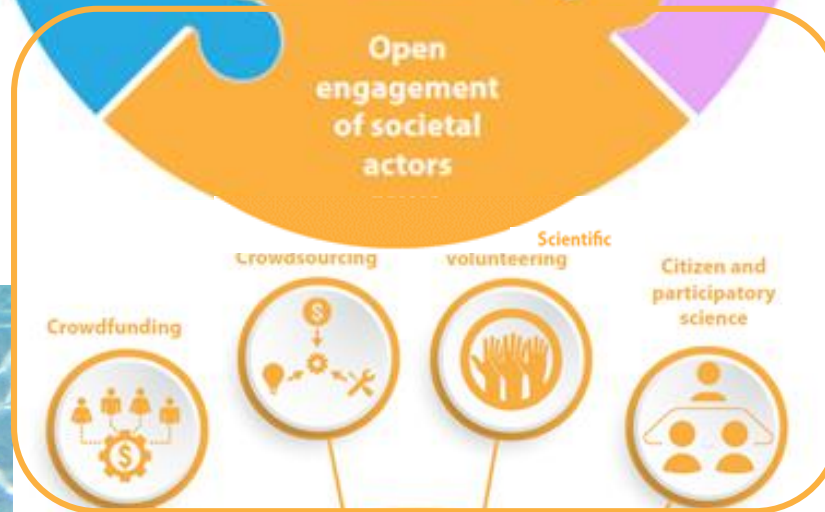 Open
engagement
of societal
actors
Scientific
Crowdsourcing
volunteering
Citizen and
participatory
science
Crowdfunding
$
$